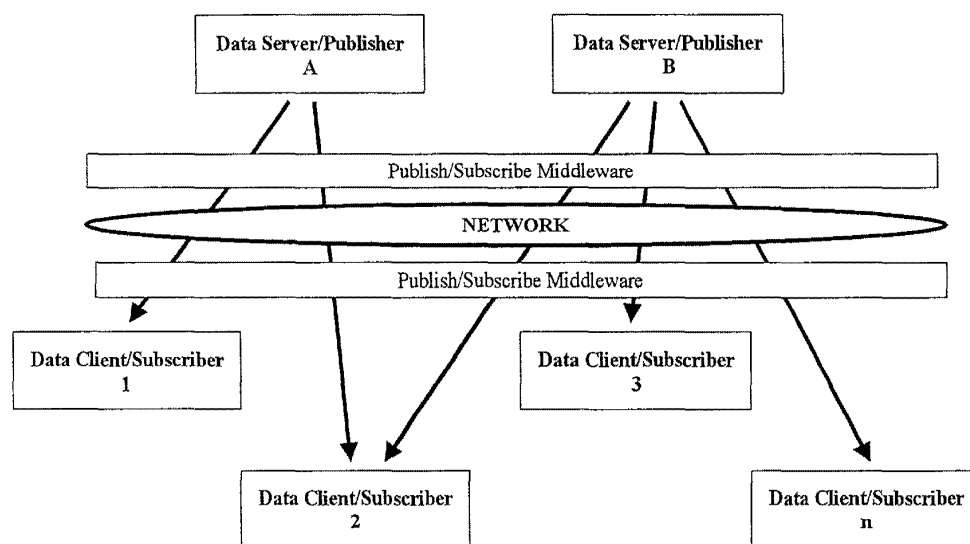 Data Server/Publisher
A
Data Server/Publisher
B
Publish/Subscribe Middleware
NETWORK
Publish/Subscribe Middleware
Data Client/Subscriber
1
Data Client/Subscriber
3
Data Client/Subscriber
2
Data Client/Subscriber
n